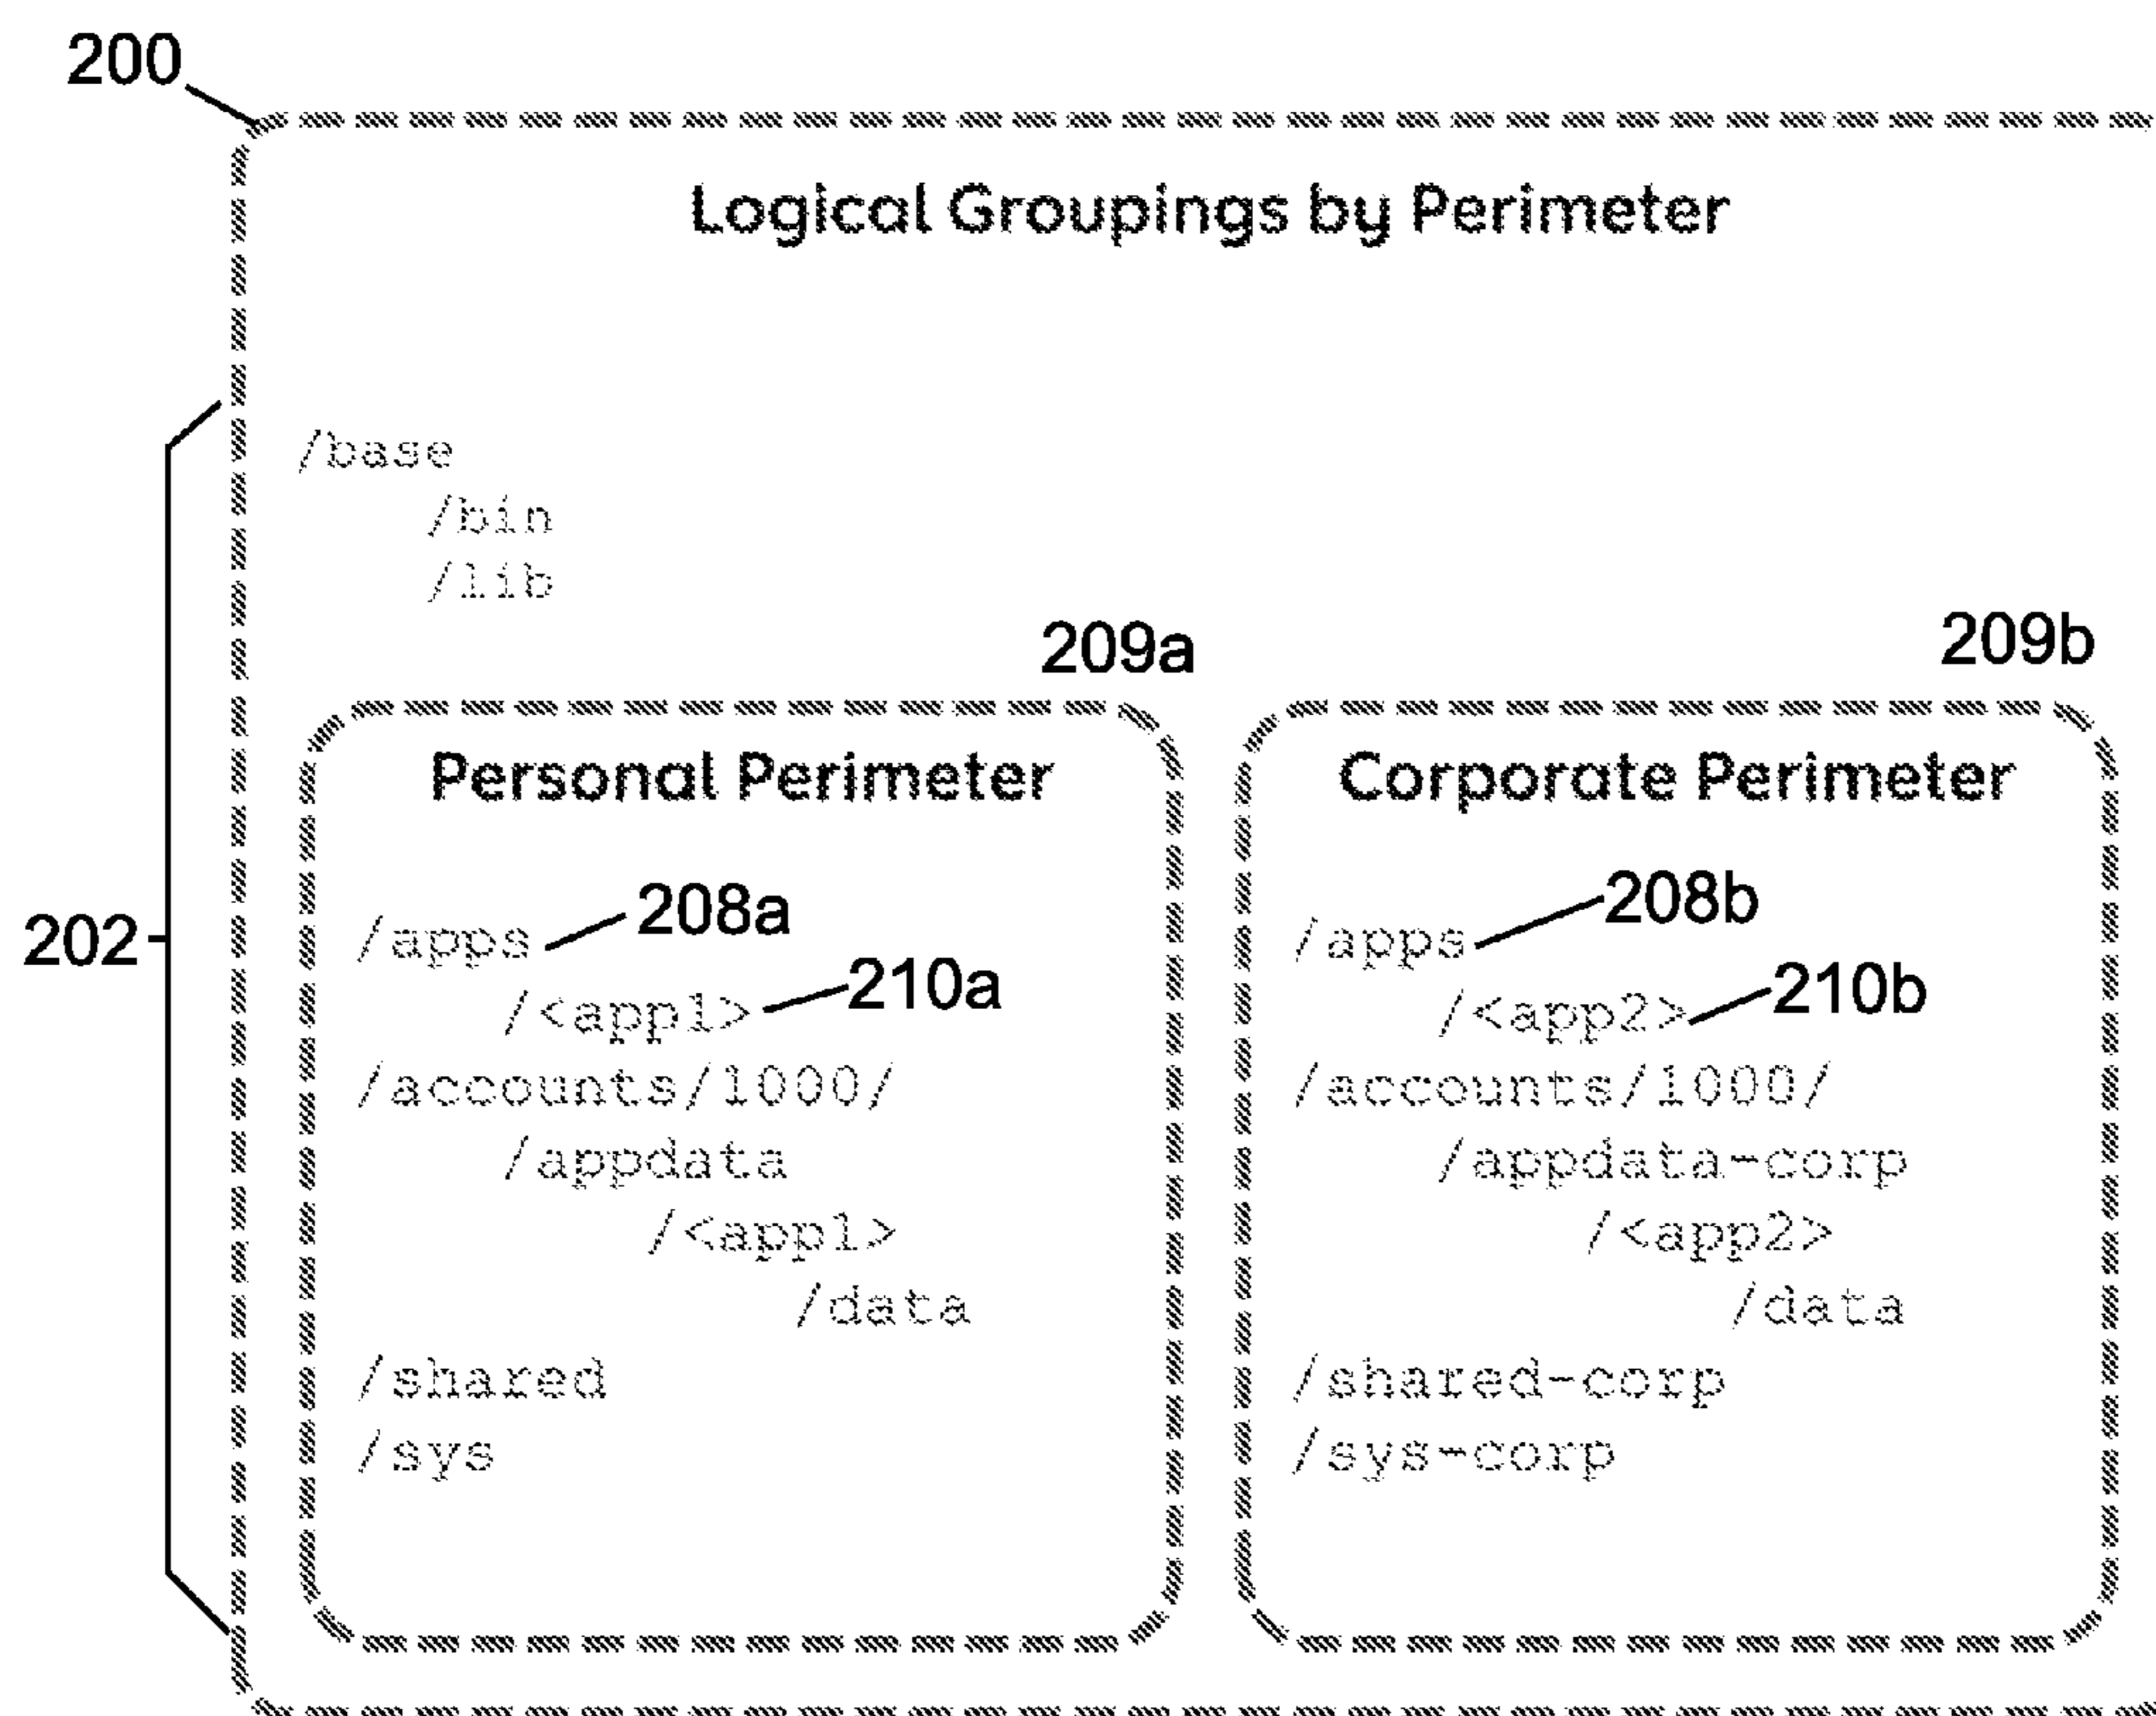 200
Logical Groupings by Perimeter
/base
/bin
/lib
209a
209b
Personal Perimeter
Corporate Perimeter
202
/apps
208a
/<app1>
210a
/accounts/1000/
/appdata
/<app1>
/data
/shared
/sys
/apps
208b
/<app2>
210b
/accounts/1000/
/appdata-corp
/<app2>
/data
/shared-corp
/sys-corp